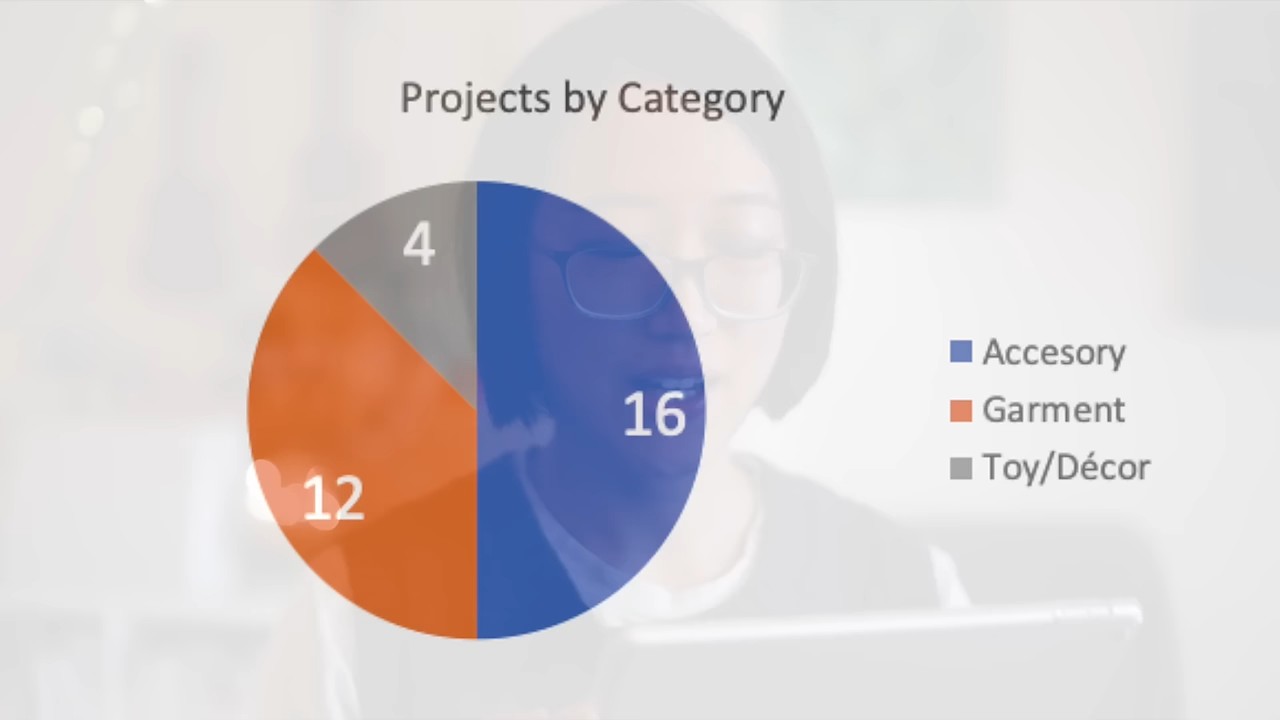 Projects by Category
4
16
12
Accesory
Garment
Toy/Décor